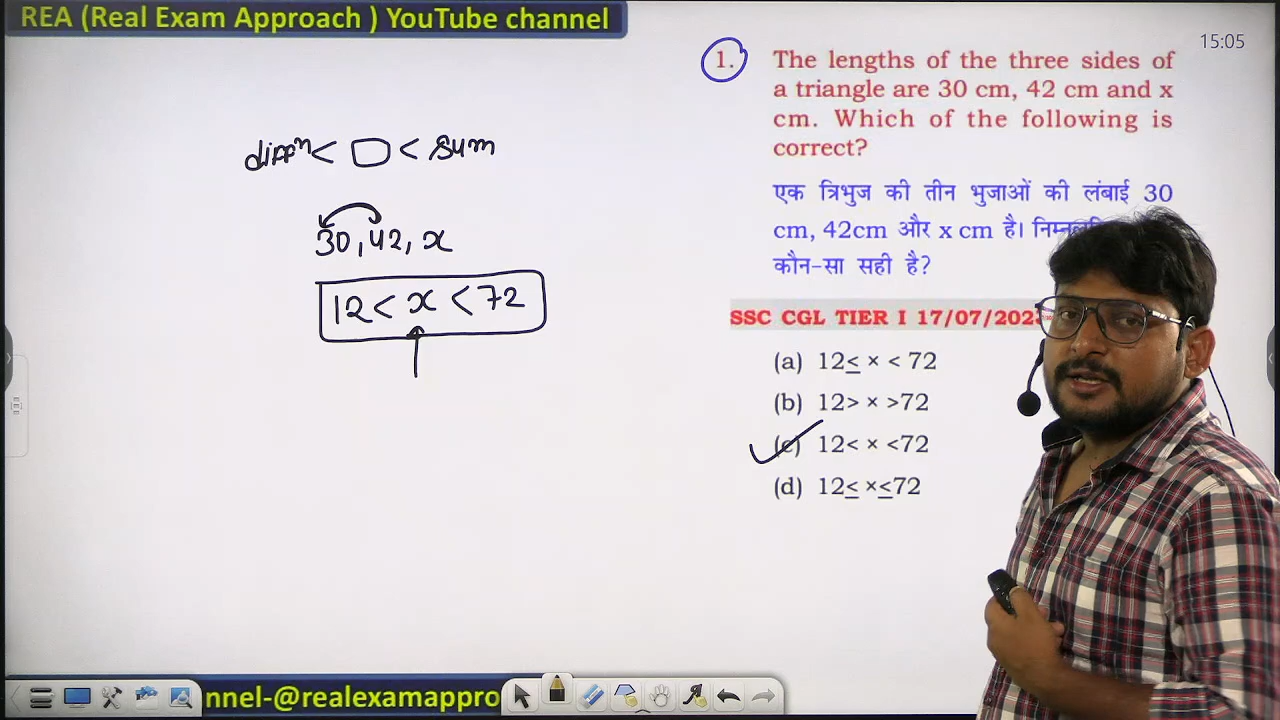 REA (Real Exam Approach ) YouTube channel
15:05
1. The lengths of the three sides of
a triangle are 30 cm, 42 cm and x
cm. Which of the following is
correct?
एक त्रिभुज की तीन भुजाओं की लंबाई 30
cm, 42cm और x cm है।
कौन-सा सही है?
SSC CGL TIER I 17/07/202
(a) 12≤ × < 72
(b) 12> × >72
(c) 12< × <72
(d) 12≤ ×≤72
diffⁿ < □ < sum
30, 42, x
12 < x < 72
nnel-@realexamappro